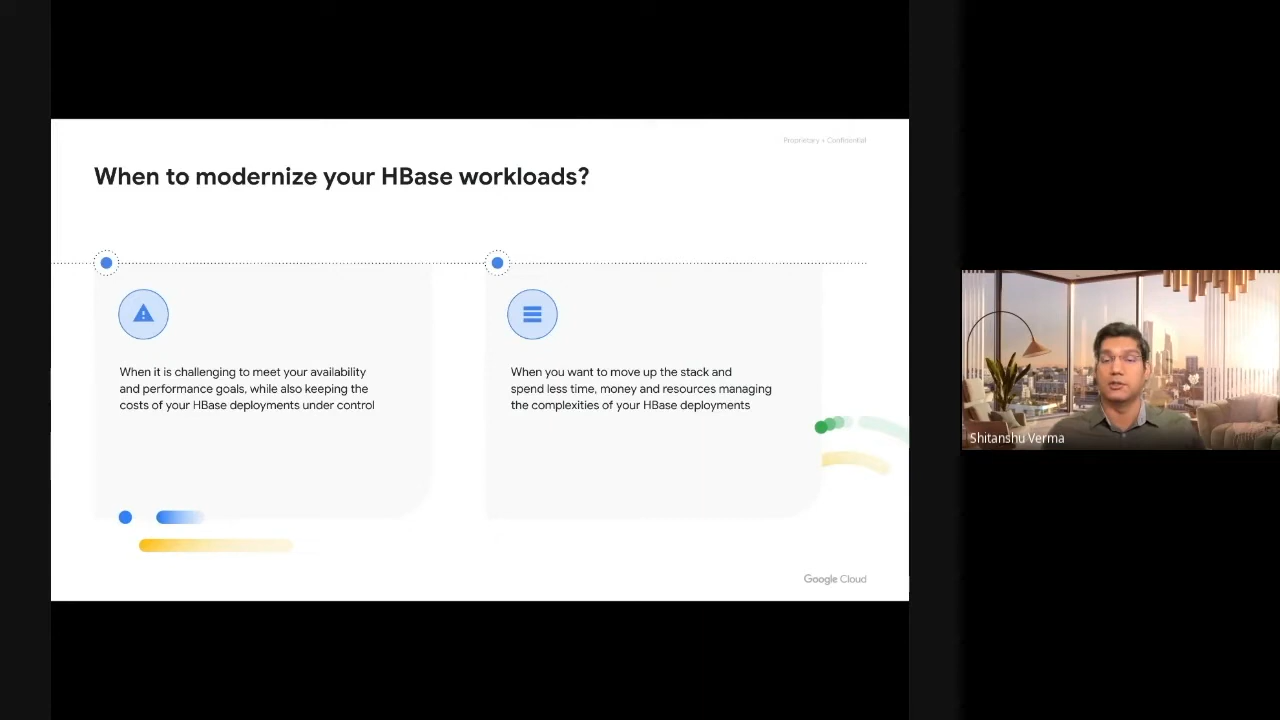 Proprietary + Confidential
When to modernize your HBase workloads?
When it is challenging to meet your availability
and performance goals, while also keeping the
costs of your HBase deployments under control
When you want to move up the stack and
spend less time, money and resources managing
the complexities of your HBase deployments
Google Cloud
Shitanshu Verma